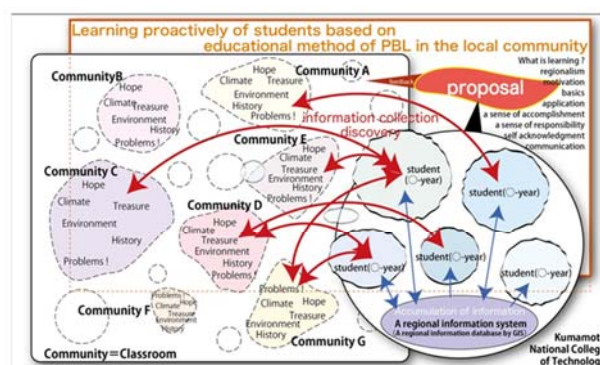 Learning proactively of students based on
educational method of PBL in the local community
CommunityB
Hope
Climate
Treasure
Environment
History
Problems !
Community A
Hope
Climate
Treasure
Environment
History
Problems !
feedback
proposal
What is learning ?
regionalism
motivation
basics
application
a sense of accomplishment
a sense of responsibility
self acknowledgment
communication
information collection
discovery
Community E
Hope
Climate
Treasure
Environment
History
Problems !
Community C
Hope
Climate
Treasure
Environment
History
Problems !
Community D
Hope
Climate
Treasure
Environment
History
Problems !
student
(○-year)
student(○-year)
student(○-year)
student(○-year)
student(○-year)
Community F
Problems !
Climate
Hope
Treasure
Environment
History
Problems !
Climate
Hope
Treasure
Environment
History
Community G
Accumulation of Information
A regional information system
(A regional information database by GIS)
Community=Classroom
Kumamot
National Colleg
of Technolog